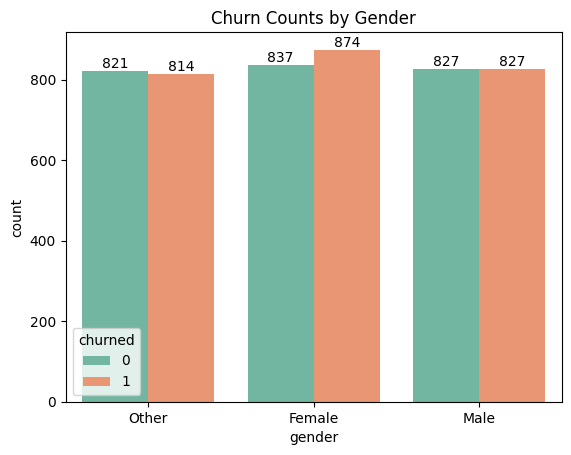 Churn Counts by Gender
821
814
837
874
827
827
800
600
400
200
0
count
churned
0
1
Other
Female
Male
gender